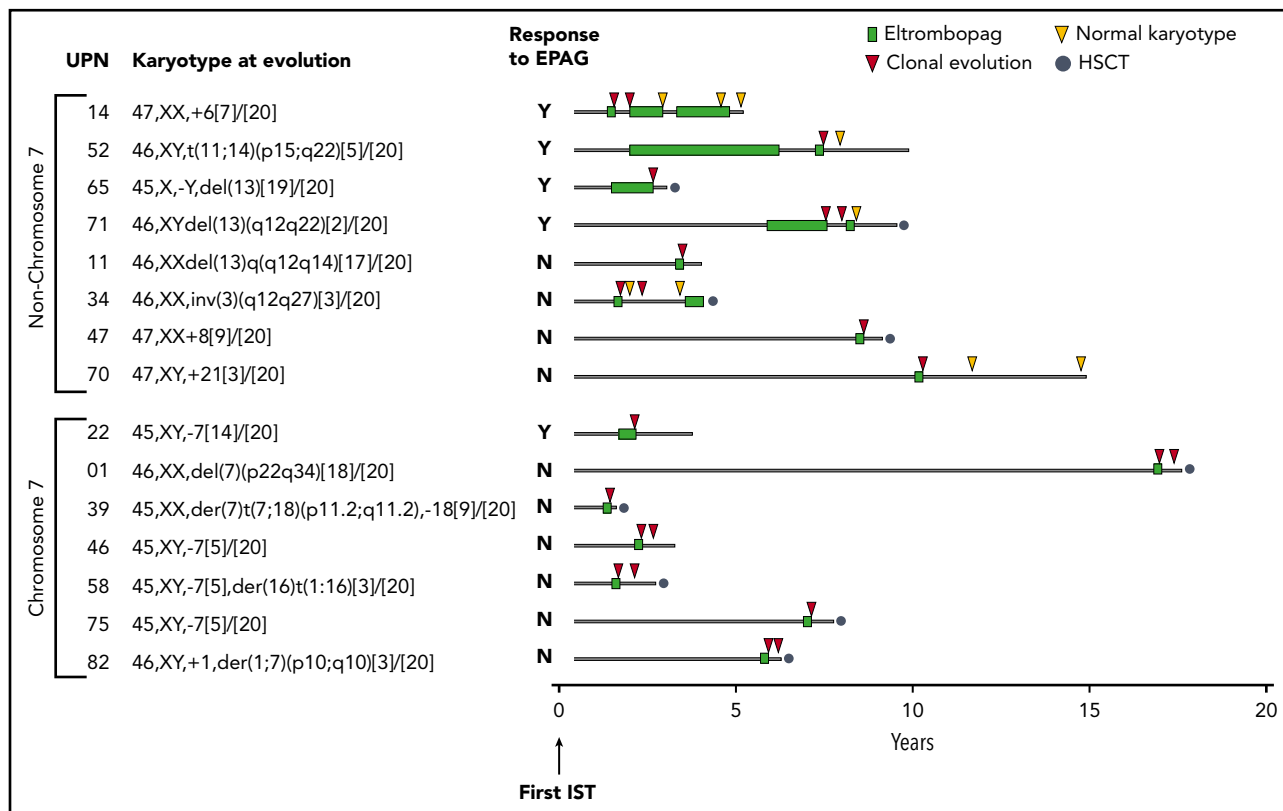 Response
to EPAG
Eltrombopag
Normal karyotype
Clonal evolution
HSCT
UPN Karyotype at evolution
Non-Chromosome 7
14 47,XX,+6[7]/[20] Y
52 46,XY,t(11;14)(p15;q22)[5]/[20] Y
65 45,X,-Y,del(13)[19]/[20] Y
71 46,XYdel(13)(q12q22)[2]/[20] Y
11 46,XXdel(13)q(q12q14)[17]/[20] N
34 46,XX,inv(3)(q12q27)[3]/[20] N
47 47,XX+8[9]/[20] N
70 47,XY,+21[3]/[20] N
Chromosome 7
22 45,XY,-7[14]/[20] Y
01 46,XX,del(7)(p22q34)[18]/[20] N
39 45,XX,der(7)t(7;18)(p11.2;q11.2),-18[9]/[20] N
46 45,XY,-7[5]/[20] N
58 45,XY,-7[5],der(16)t(1:16)[3]/[20] N
75 45,XY,-7[5]/[20] N
82 46,XY,+1,der(1;7)(p10;q10)[3]/[20] N
0 5 10 15 20
Years
First IST